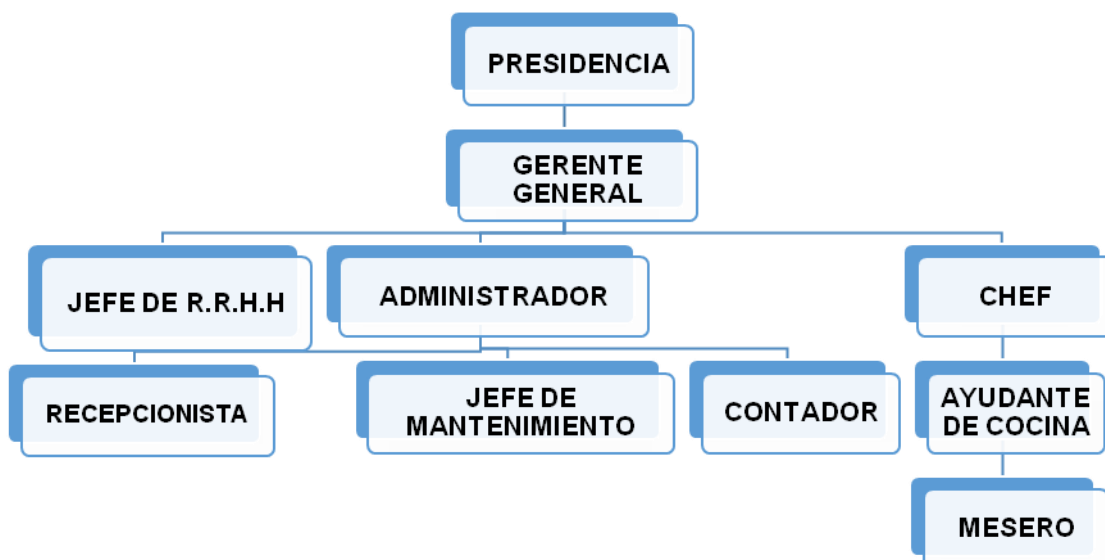 PRESIDENCIA
GERENTE
GENERAL
JEFE DE R.R.H.H
ADMINISTRADOR
CHEF
RECEPCIONISTA
JEFE DE
MANTENIMIENTO
CONTADOR
AYUDANTE
DE COCINA
MESERO